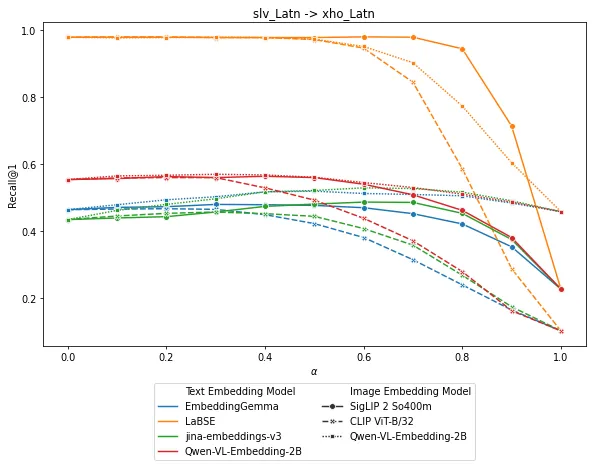 slv_Latn -> xho_Latn
Recall@1
1.0
0.8
0.6
0.4
0.2
0.0 0.2 0.4 0.6 0.8 1.0
α
Text Embedding Model Image Embedding Model
EmbeddingGemma SigLIP 2 So400m
LaBSE CLIP ViT-B/32
jina-embeddings-v3 Qwen-VL-Embedding-2B
Qwen-VL-Embedding-2B